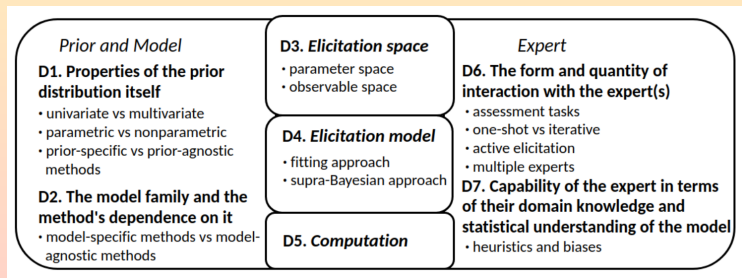 Prior and Model
D1. Properties of the prior
distribution itself
• univariate vs multivariate
• parametric vs nonparametric
• prior-specific vs prior-agnostic
methods
D2. The model family and the
method's dependence on it
• model-specific methods vs model-
agnostic methods
D3. Elicitation space
• parameter space
• observable space
D4. Elicitation model
• fitting approach
• supra-Bayesian approach
D5. Computation
Expert
D6. The form and quantity of
interaction with the expert(s)
• assessment tasks
• one-shot vs iterative
• active elicitation
• multiple experts
D7. Capability of the expert in terms
of their domain knowledge and
statistical understanding of the model
• heuristics and biases